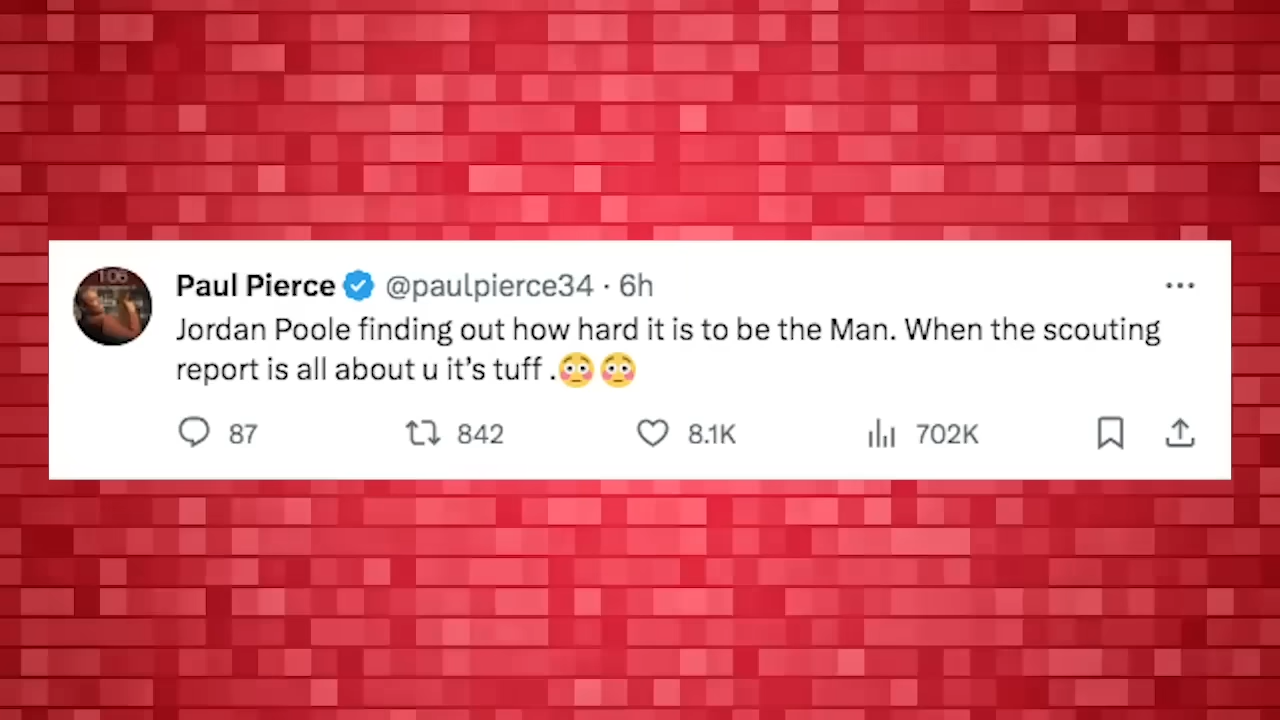 Paul Pierce @paulpierce34 · 6h
Jordan Poole finding out how hard it is to be the Man. When the scouting
report is all about u it's tuff .😳😳
87 842 8.1K 702K